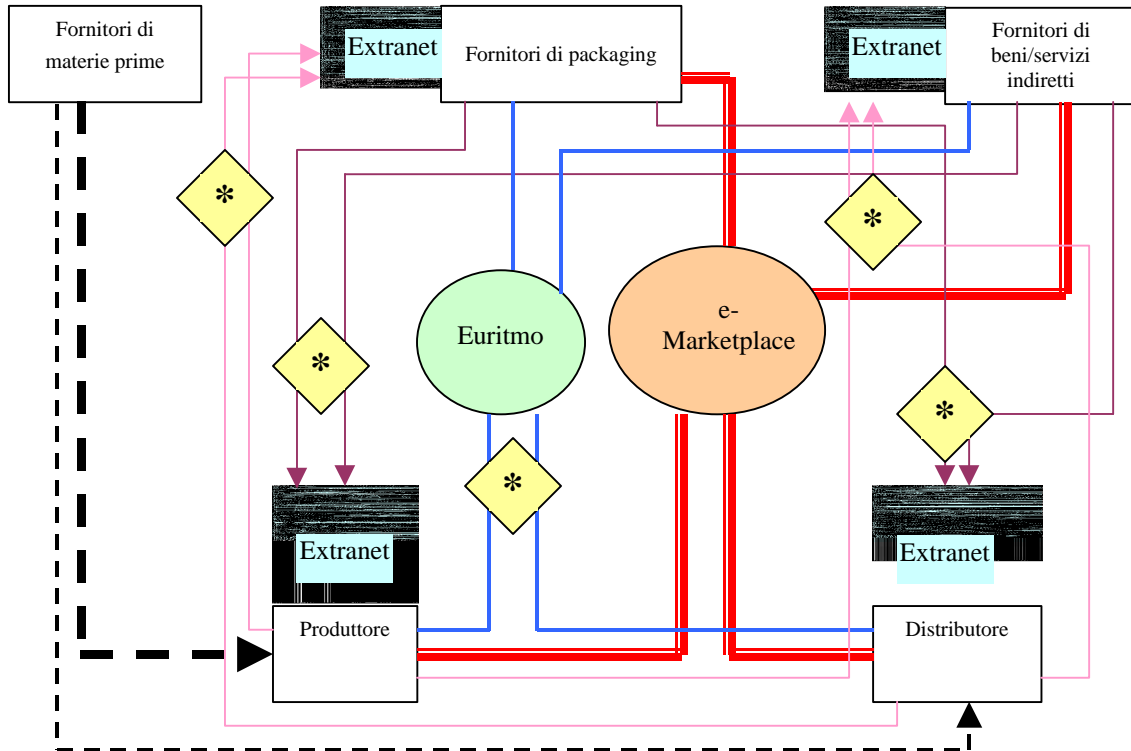 Fornitori di
materie prime
Extranet
Fornitori di packaging
Extranet
Fornitori di
beni/servizi
indiretti
*
*
Euritmo
e-
Marketplace
*
*
*
Extranet
Extranet
Produttore
Distributore